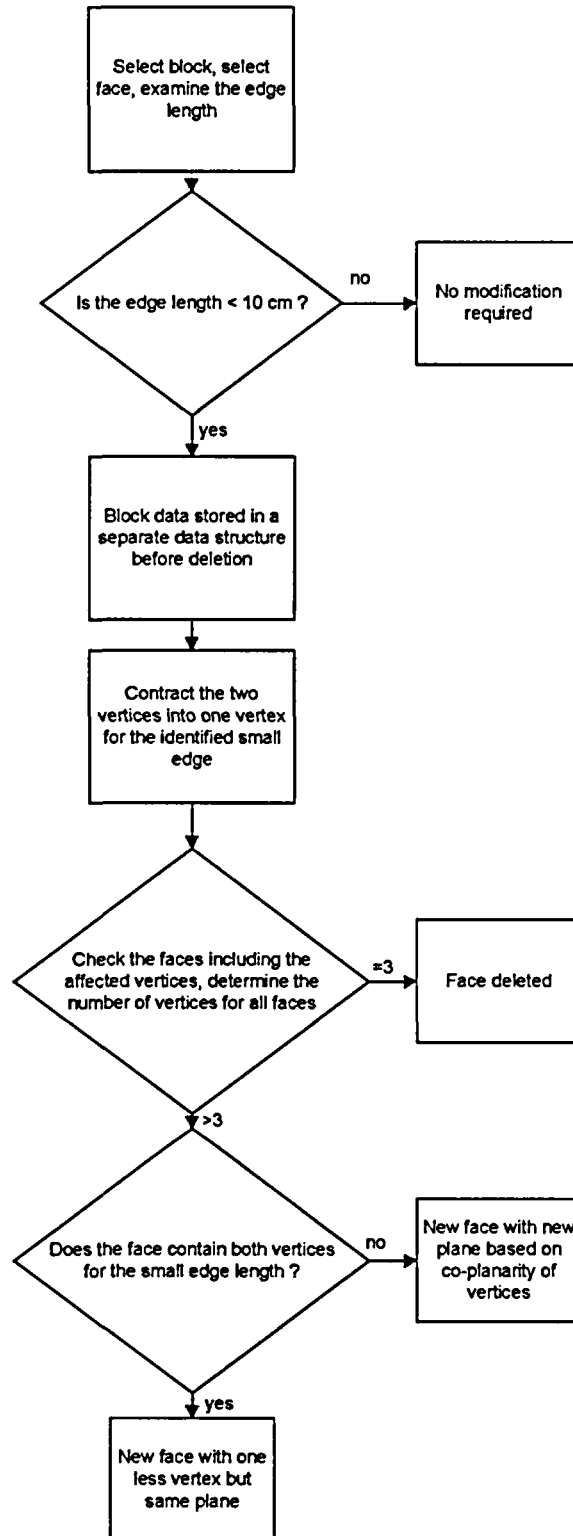 Select block, select
face, examine the edge
length
Is the edge length < 10 cm ?
no
No modification
required
yes
Block data stored in a
separate data structure
before deletion
Contract the two
vertices into one vertex
for the identified small
edge
Check the faces including the
affected vertices, determine the
number of vertices for all faces
=3
Face deleted
>3
Does the face contain both vertices
for the small edge length ?
no
New face with new
plane based on
co-planarity of
vertices
yes
New face with one
less vertex but
same plane